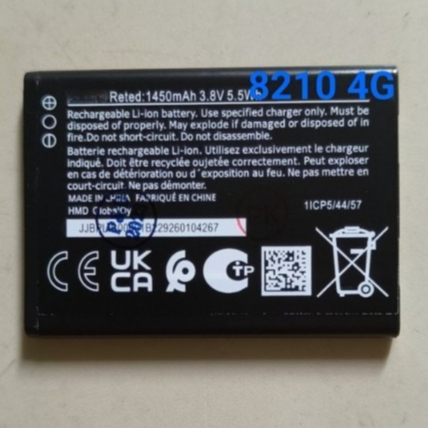 Reted:1450mAh 3.8V 5.5Wh
8210 4G
Rechargeable Li-ion battery. Use specified charger only. Must be
disposed of properly. May explode if damaged or disposed of in fire.
Do not short-circuit. Do not disassemble.
Batterie rechargeable Li-ion. Utilisez exclusivement le chargeur
indiqué. Doit être recyclée ou jetée correctement. Peut exploser
en cas de détérioration ou d'exposition au feu. Ne pas mettre en
court-circuit. Ne pas démonter.
MADE IN CHINA FABRIQUÉ EN CHINE
HMD Global Oy
1ICP5/44/57
229260104267
CE UK CA